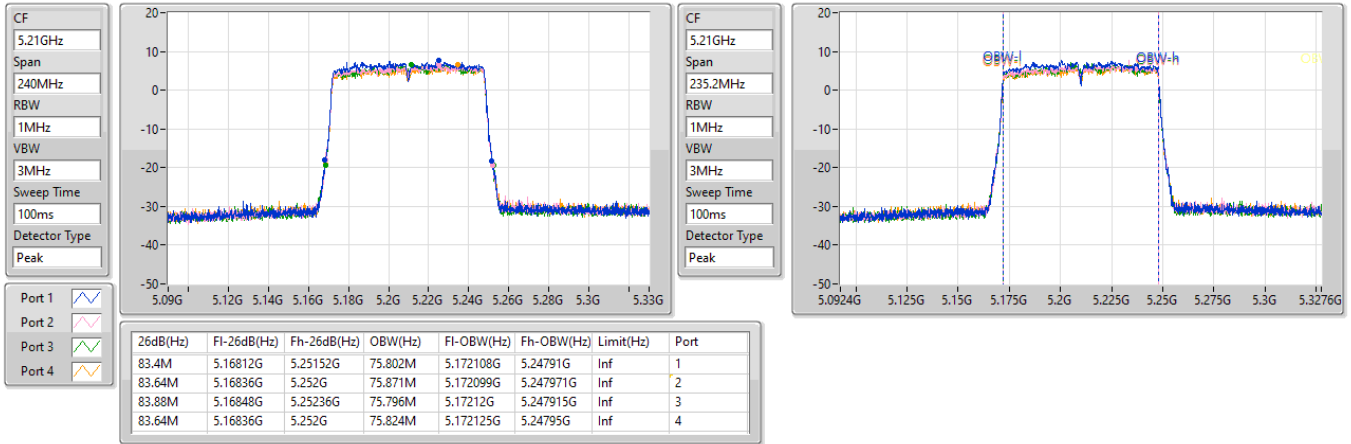 CF
5.21GHz
Span
240MHz
RBW
1MHz
VBW
3MHz
Sweep Time
100ms
Detector Type
Peak
20-
10-
0-
-10-
-20-
-30-
-40-
-50-
5.09G 5.12G 5.14G 5.16G 5.18G 5.2G 5.22G 5.24G 5.26G 5.28G 5.3G 5.33G
CF
5.21GHz
Span
235.2MHz
RBW
1MHz
VBW
3MHz
Sweep Time
100ms
Detector Type
Peak
20-
10-
0-
-10-
-20-
-30-
-40-
-50-
OBW-l OBW-h
5.0924G 5.125G 5.15G 5.175G 5.2G 5.225G 5.25G 5.275G 5.3G 5.3276G
Port 1
Port 2
Port 3
Port 4
26dB(Hz) Fl-26dB(Hz) Fh-26dB(Hz) OBW(Hz) Fl-OBW(Hz) Fh-OBW(Hz) Limit(Hz) Port
83.4M 5.16812G 5.25152G 75.802M 5.172108G 5.24791G Inf 1
83.64M 5.16836G 5.252G 75.871M 5.172099G 5.247971G Inf 2
83.88M 5.16848G 5.25236G 75.796M 5.17212G 5.247915G Inf 3
83.64M 5.16836G 5.252G 75.824M 5.172125G 5.24795G Inf 4